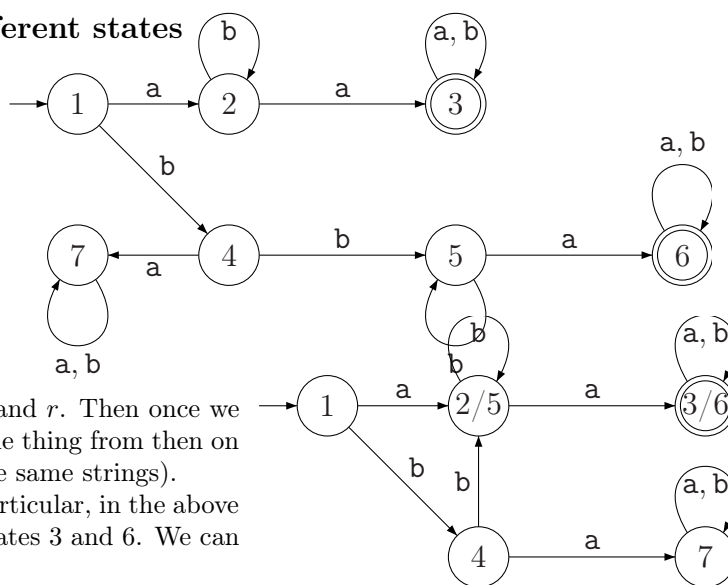 ferent states
b
a, b
1
a
2
a
3
b
a, b
7
a
4
b
5
a
6
a, b
b
b
a, b
and r. Then once we
e thing from then on
e same strings).
rticular, in the above
ates 3 and 6. We can
1
a
2/5
a
3/6
b
b
a, b
4
a
7